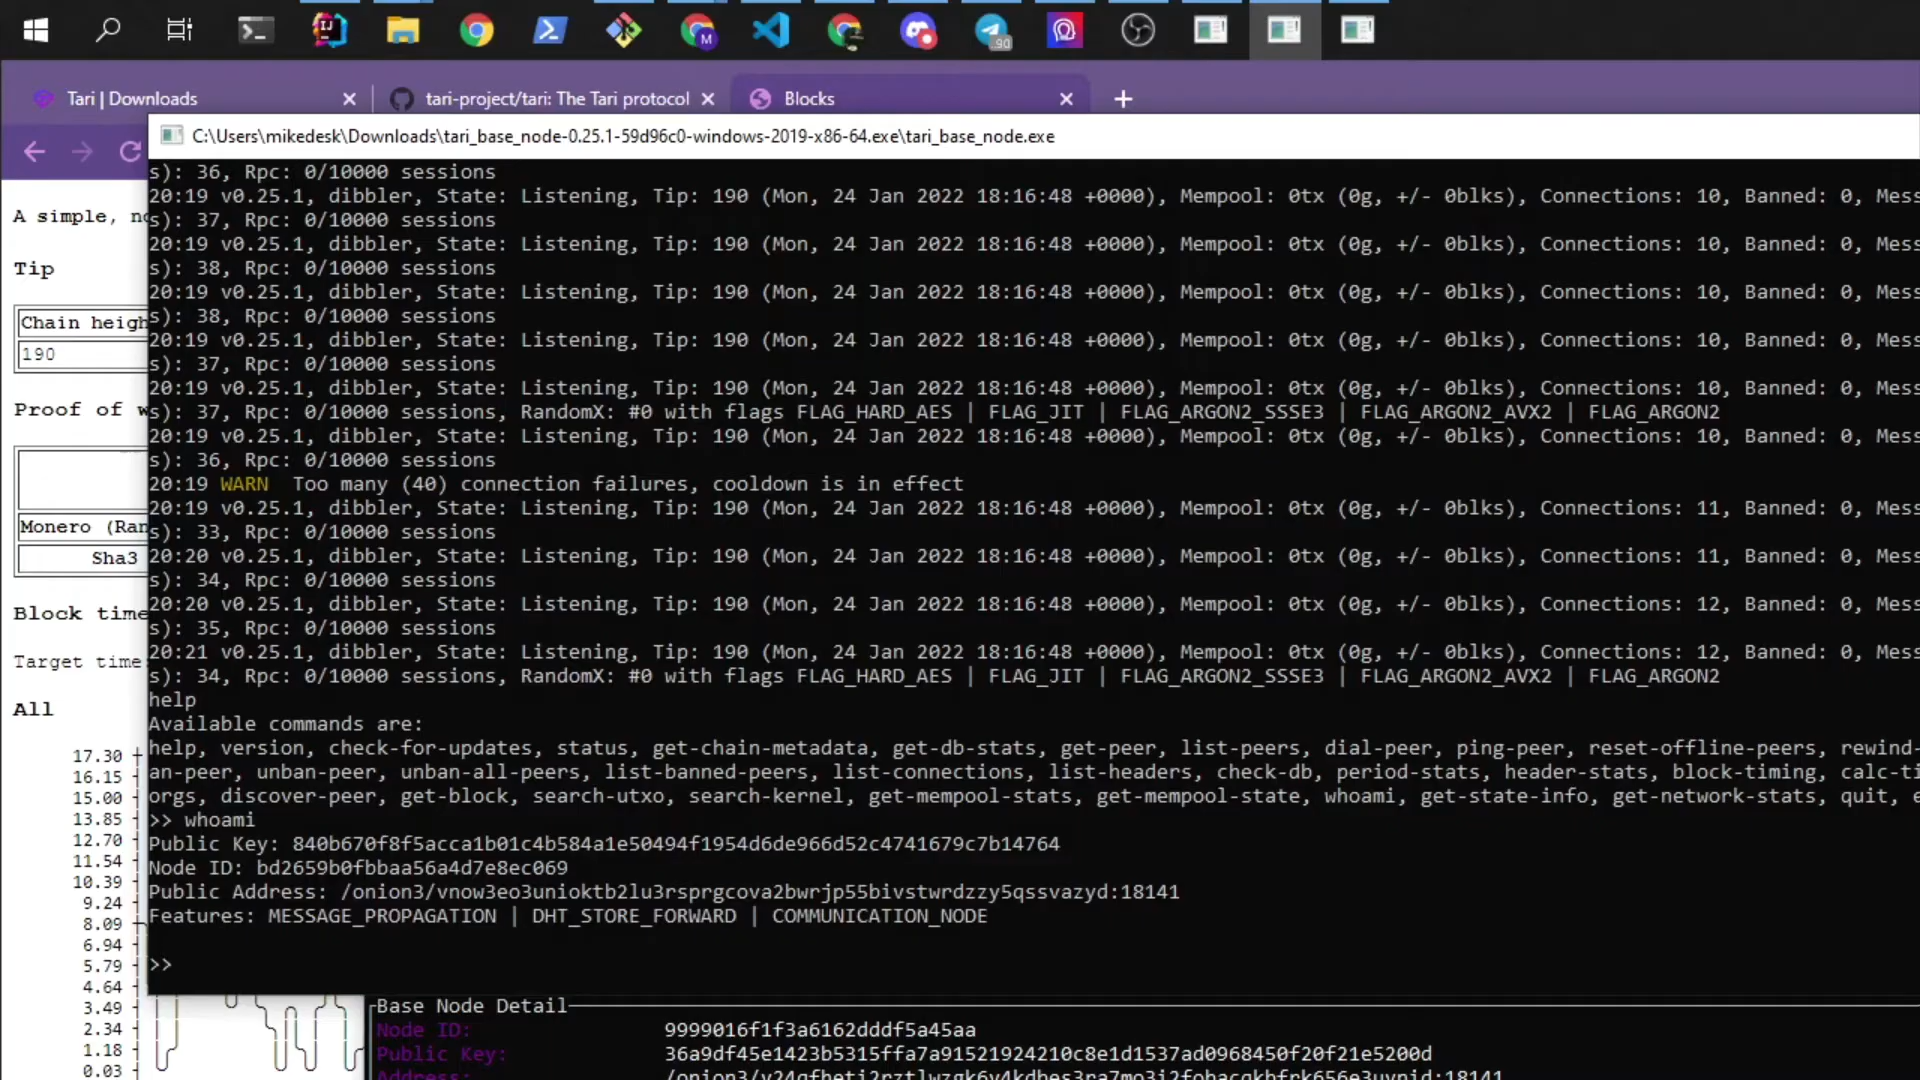 90
M
Tari | Downloads
tari-project/tari: The Tari protocol
Blocks
C:\Users\mikedesk\Downloads\tari_base_node-0.25.1-59d96c0-windows-2019-x86-64.exe\tari_base_node.exe
s): 36, Rpc: 0/10000 sessions
20:19 v0.25.1, dibbler, State: Listening, Tip: 190 (Mon, 24 Jan 2022 18:16:48 +0000), Mempool: 0tx (0g, +/- 0blks), Connections: 10, Banned: 0, Mess
s): 37, Rpc: 0/10000 sessions
20:19 v0.25.1, dibbler, State: Listening, Tip: 190 (Mon, 24 Jan 2022 18:16:48 +0000), Mempool: 0tx (0g, +/- 0blks), Connections: 10, Banned: 0, Mess
s): 38, Rpc: 0/10000 sessions
20:19 v0.25.1, dibbler, State: Listening, Tip: 190 (Mon, 24 Jan 2022 18:16:48 +0000), Mempool: 0tx (0g, +/- 0blks), Connections: 10, Banned: 0, Mess
s): 38, Rpc: 0/10000 sessions
20:19 v0.25.1, dibbler, State: Listening, Tip: 190 (Mon, 24 Jan 2022 18:16:48 +0000), Mempool: 0tx (0g, +/- 0blks), Connections: 10, Banned: 0, Mess
s): 37, Rpc: 0/10000 sessions
20:19 v0.25.1, dibbler, State: Listening, Tip: 190 (Mon, 24 Jan 2022 18:16:48 +0000), Mempool: 0tx (0g, +/- 0blks), Connections: 10, Banned: 0, Mess
s): 37, Rpc: 0/10000 sessions, RandomX: #0 with flags FLAG_HARD_AES | FLAG_JIT | FLAG_ARGON2_SSSE3 | FLAG_ARGON2_AVX2 | FLAG_ARGON2
20:19 v0.25.1, dibbler, State: Listening, Tip: 190 (Mon, 24 Jan 2022 18:16:48 +0000), Mempool: 0tx (0g, +/- 0blks), Connections: 10, Banned: 0, Mess
s): 36, Rpc: 0/10000 sessions
20:19 WARN Too many (40) connection failures, cooldown is in effect
20:19 v0.25.1, dibbler, State: Listening, Tip: 190 (Mon, 24 Jan 2022 18:16:48 +0000), Mempool: 0tx (0g, +/- 0blks), Connections: 11, Banned: 0, Mess
s): 33, Rpc: 0/10000 sessions
20:20 v0.25.1, dibbler, State: Listening, Tip: 190 (Mon, 24 Jan 2022 18:16:48 +0000), Mempool: 0tx (0g, +/- 0blks), Connections: 11, Banned: 0, Mess
s): 34, Rpc: 0/10000 sessions
20:20 v0.25.1, dibbler, State: Listening, Tip: 190 (Mon, 24 Jan 2022 18:16:48 +0000), Mempool: 0tx (0g, +/- 0blks), Connections: 12, Banned: 0, Mess
s): 35, Rpc: 0/10000 sessions
20:21 v0.25.1, dibbler, State: Listening, Tip: 190 (Mon, 24 Jan 2022 18:16:48 +0000), Mempool: 0tx (0g, +/- 0blks), Connections: 12, Banned: 0, Mess
s): 34, Rpc: 0/10000 sessions, RandomX: #0 with flags FLAG_HARD_AES | FLAG_JIT | FLAG_ARGON2_SSSE3 | FLAG_ARGON2_AVX2 | FLAG_ARGON2
help
Available commands are:
help, version, check-for-updates, status, get-chain-metadata, get-db-stats, get-peer, list-peers, dial-peer, ping-peer, reset-offline-peers, rewind-
an-peer, unban-peer, unban-all-peers, list-banned-peers, list-connections, list-headers, check-db, period-stats, header-stats, block-timing, calc-ti
orgs, discover-peer, get-block, search-utxo, search-kernel, get-mempool-stats, get-mempool-state, whoami, get-state-info, get-network-stats, quit, e
>> whoami
Public Key: 840b670f8f5acca1b01c4b584a1e50494f1954d6de966d52c4741679c7b14764
Node ID: bd2659b0fbbaa56a4d7e8ec069
Public Address: /onion3/vnow3eo3unioktb2lu3rsprgcova2bwrjp55bivstwrdzzy5qssvazyd:18141
Features: MESSAGE_PROPAGATION | DHT_STORE_FORWARD | COMMUNICATION_NODE
>>
A simple, no
Tip
Chain heigh
190
Proof of w
Monero (Ran
Sha3
Block time
Target time
All
17.30
16.15
15.00
13.85
12.70
11.54
10.39
9.24
8.09
6.94
5.79
4.64
3.49
2.34
1.18
0.03
Base Node Detail
Node ID: 9999016f1f3a6162dddf5a45aa
Public Key: 36a9df45e1423b5315ffa7a91521924210c8e1d1537ad0968450f20f21e5200d
Address: